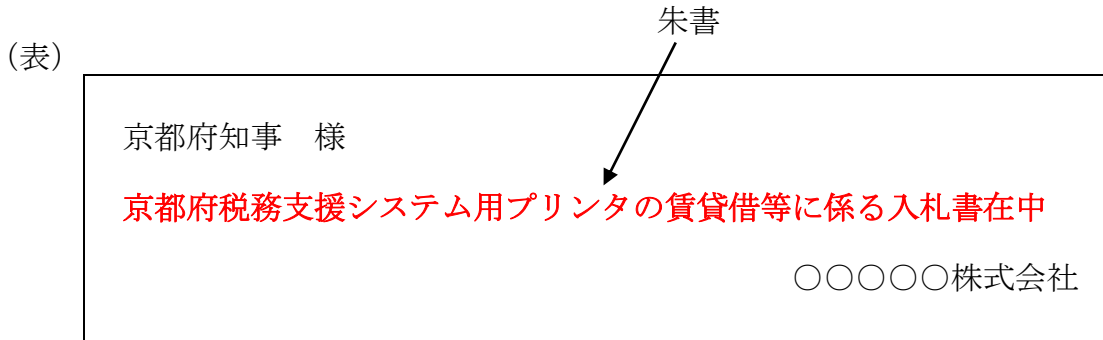 朱書
（表）
京都府知事　様
京都府税務支援システム用プリンタの賃貸借等に係る入札書在中
○○○○○株式会社